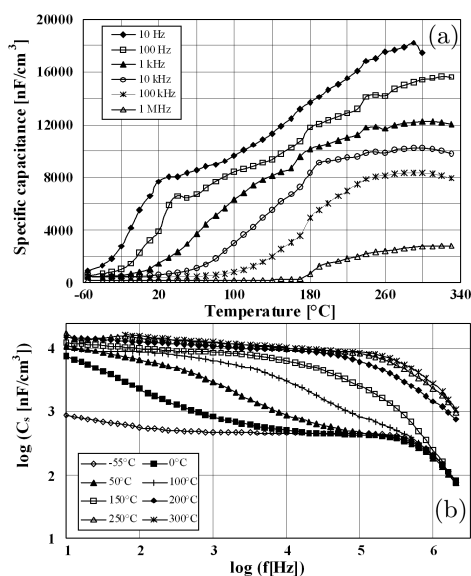 (a)
10 Hz
100 Hz
1 kHz
10 kHz
100 kHz
1 MHz
Specific capacitance [nF/cm³]
20000
16000
12000
8000
4000
0
-60 20 100 180 260 340
Temperature [°C]
(b)
log (Cₛ [nF/cm³])
4
3
2
1
-55°C 0°C
50°C 100°C
150°C 200°C
250°C 300°C
1 2 3 4 5 6
log (f[Hz])